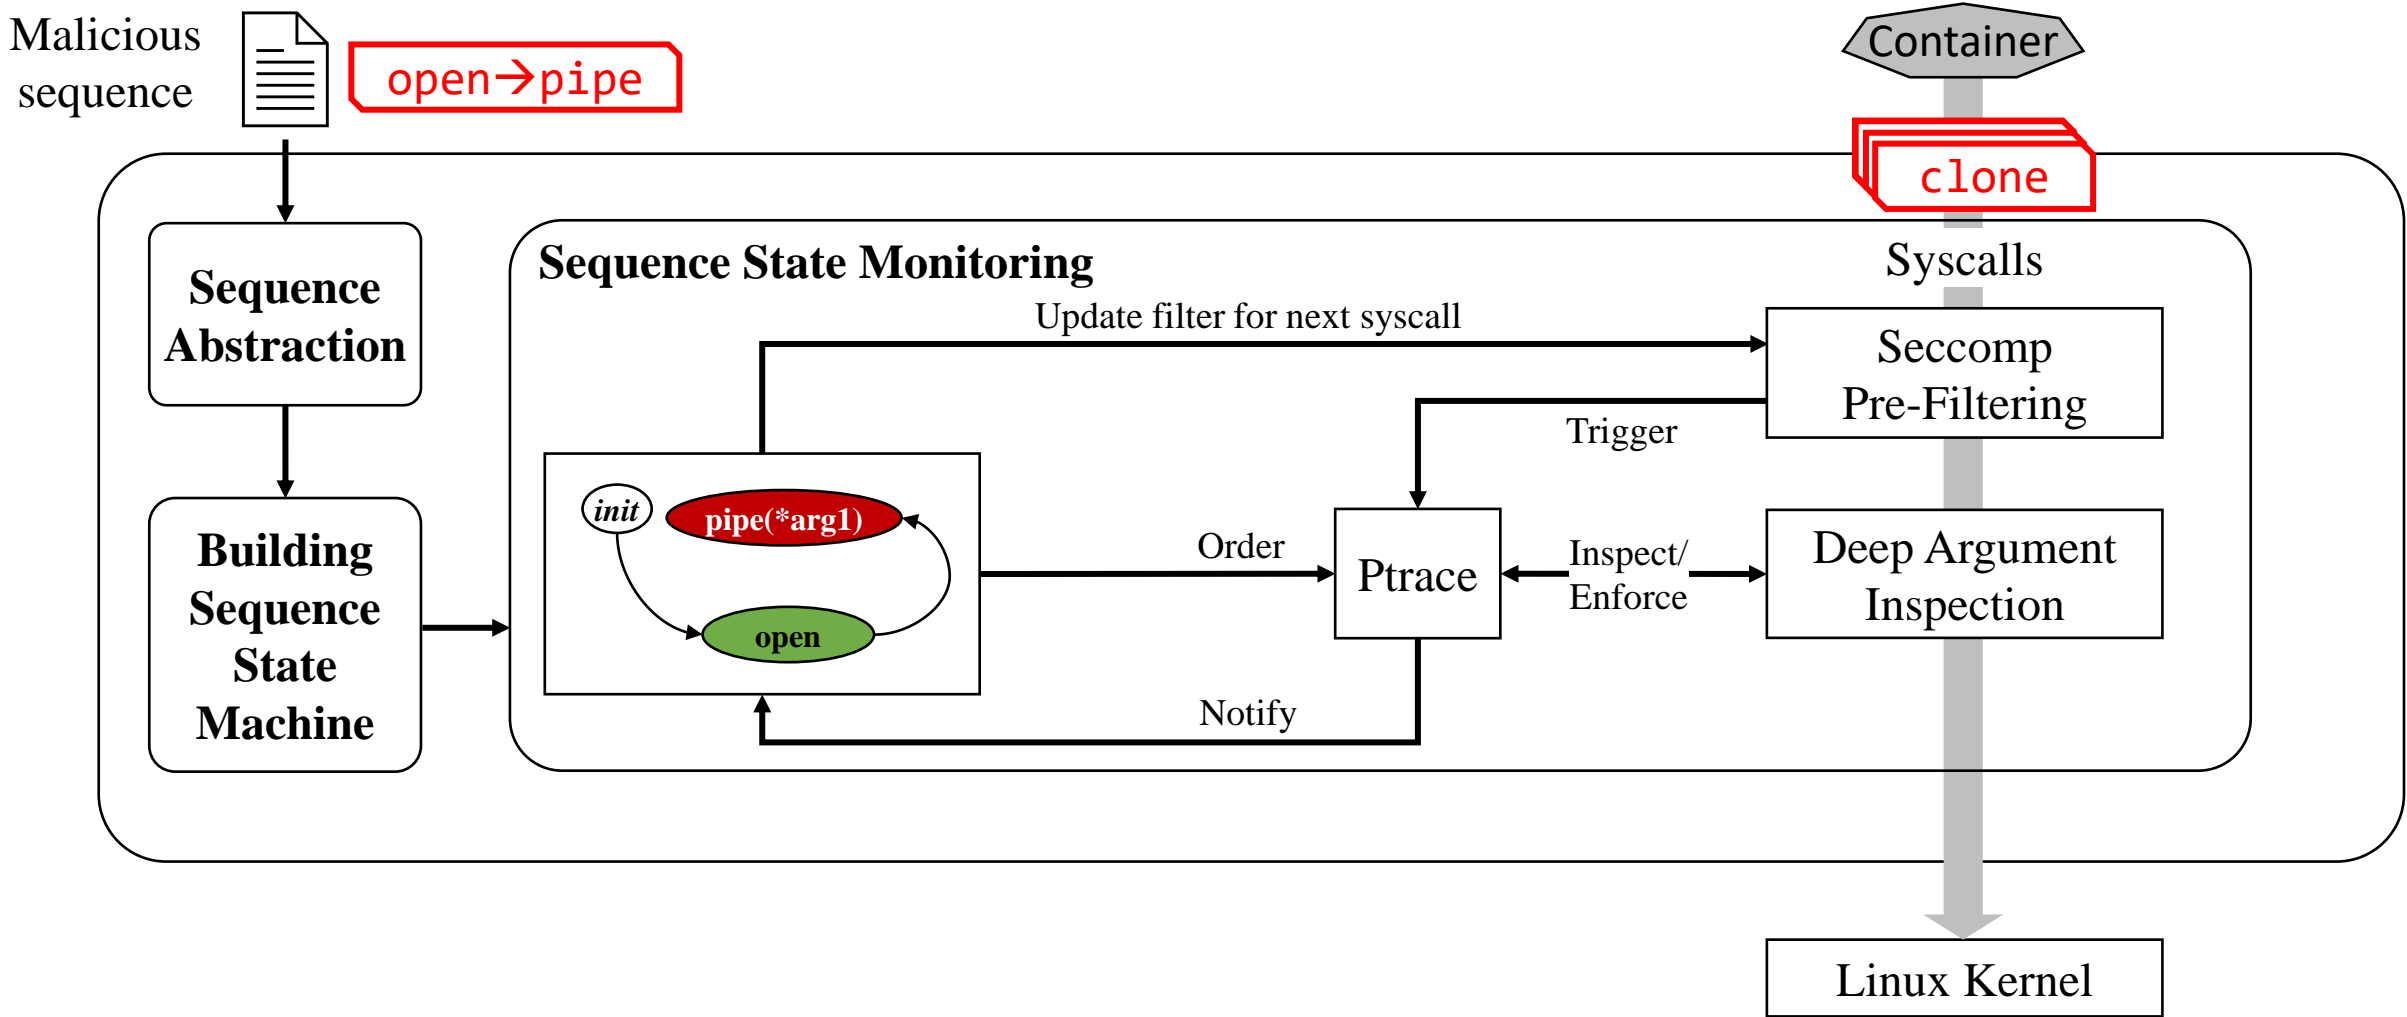 Malicious
sequence
open→pipe
Container
clone
Syscalls
Sequence
Abstraction
Building
Sequence
State
Machine
Sequence State Monitoring
Update filter for next syscall
Seccomp
Pre-Filtering
Trigger
init
pipe(*arg1)
open
Order
Ptrace
Inspect/
Enforce
Deep Argument
Inspection
Notify
Linux Kernel